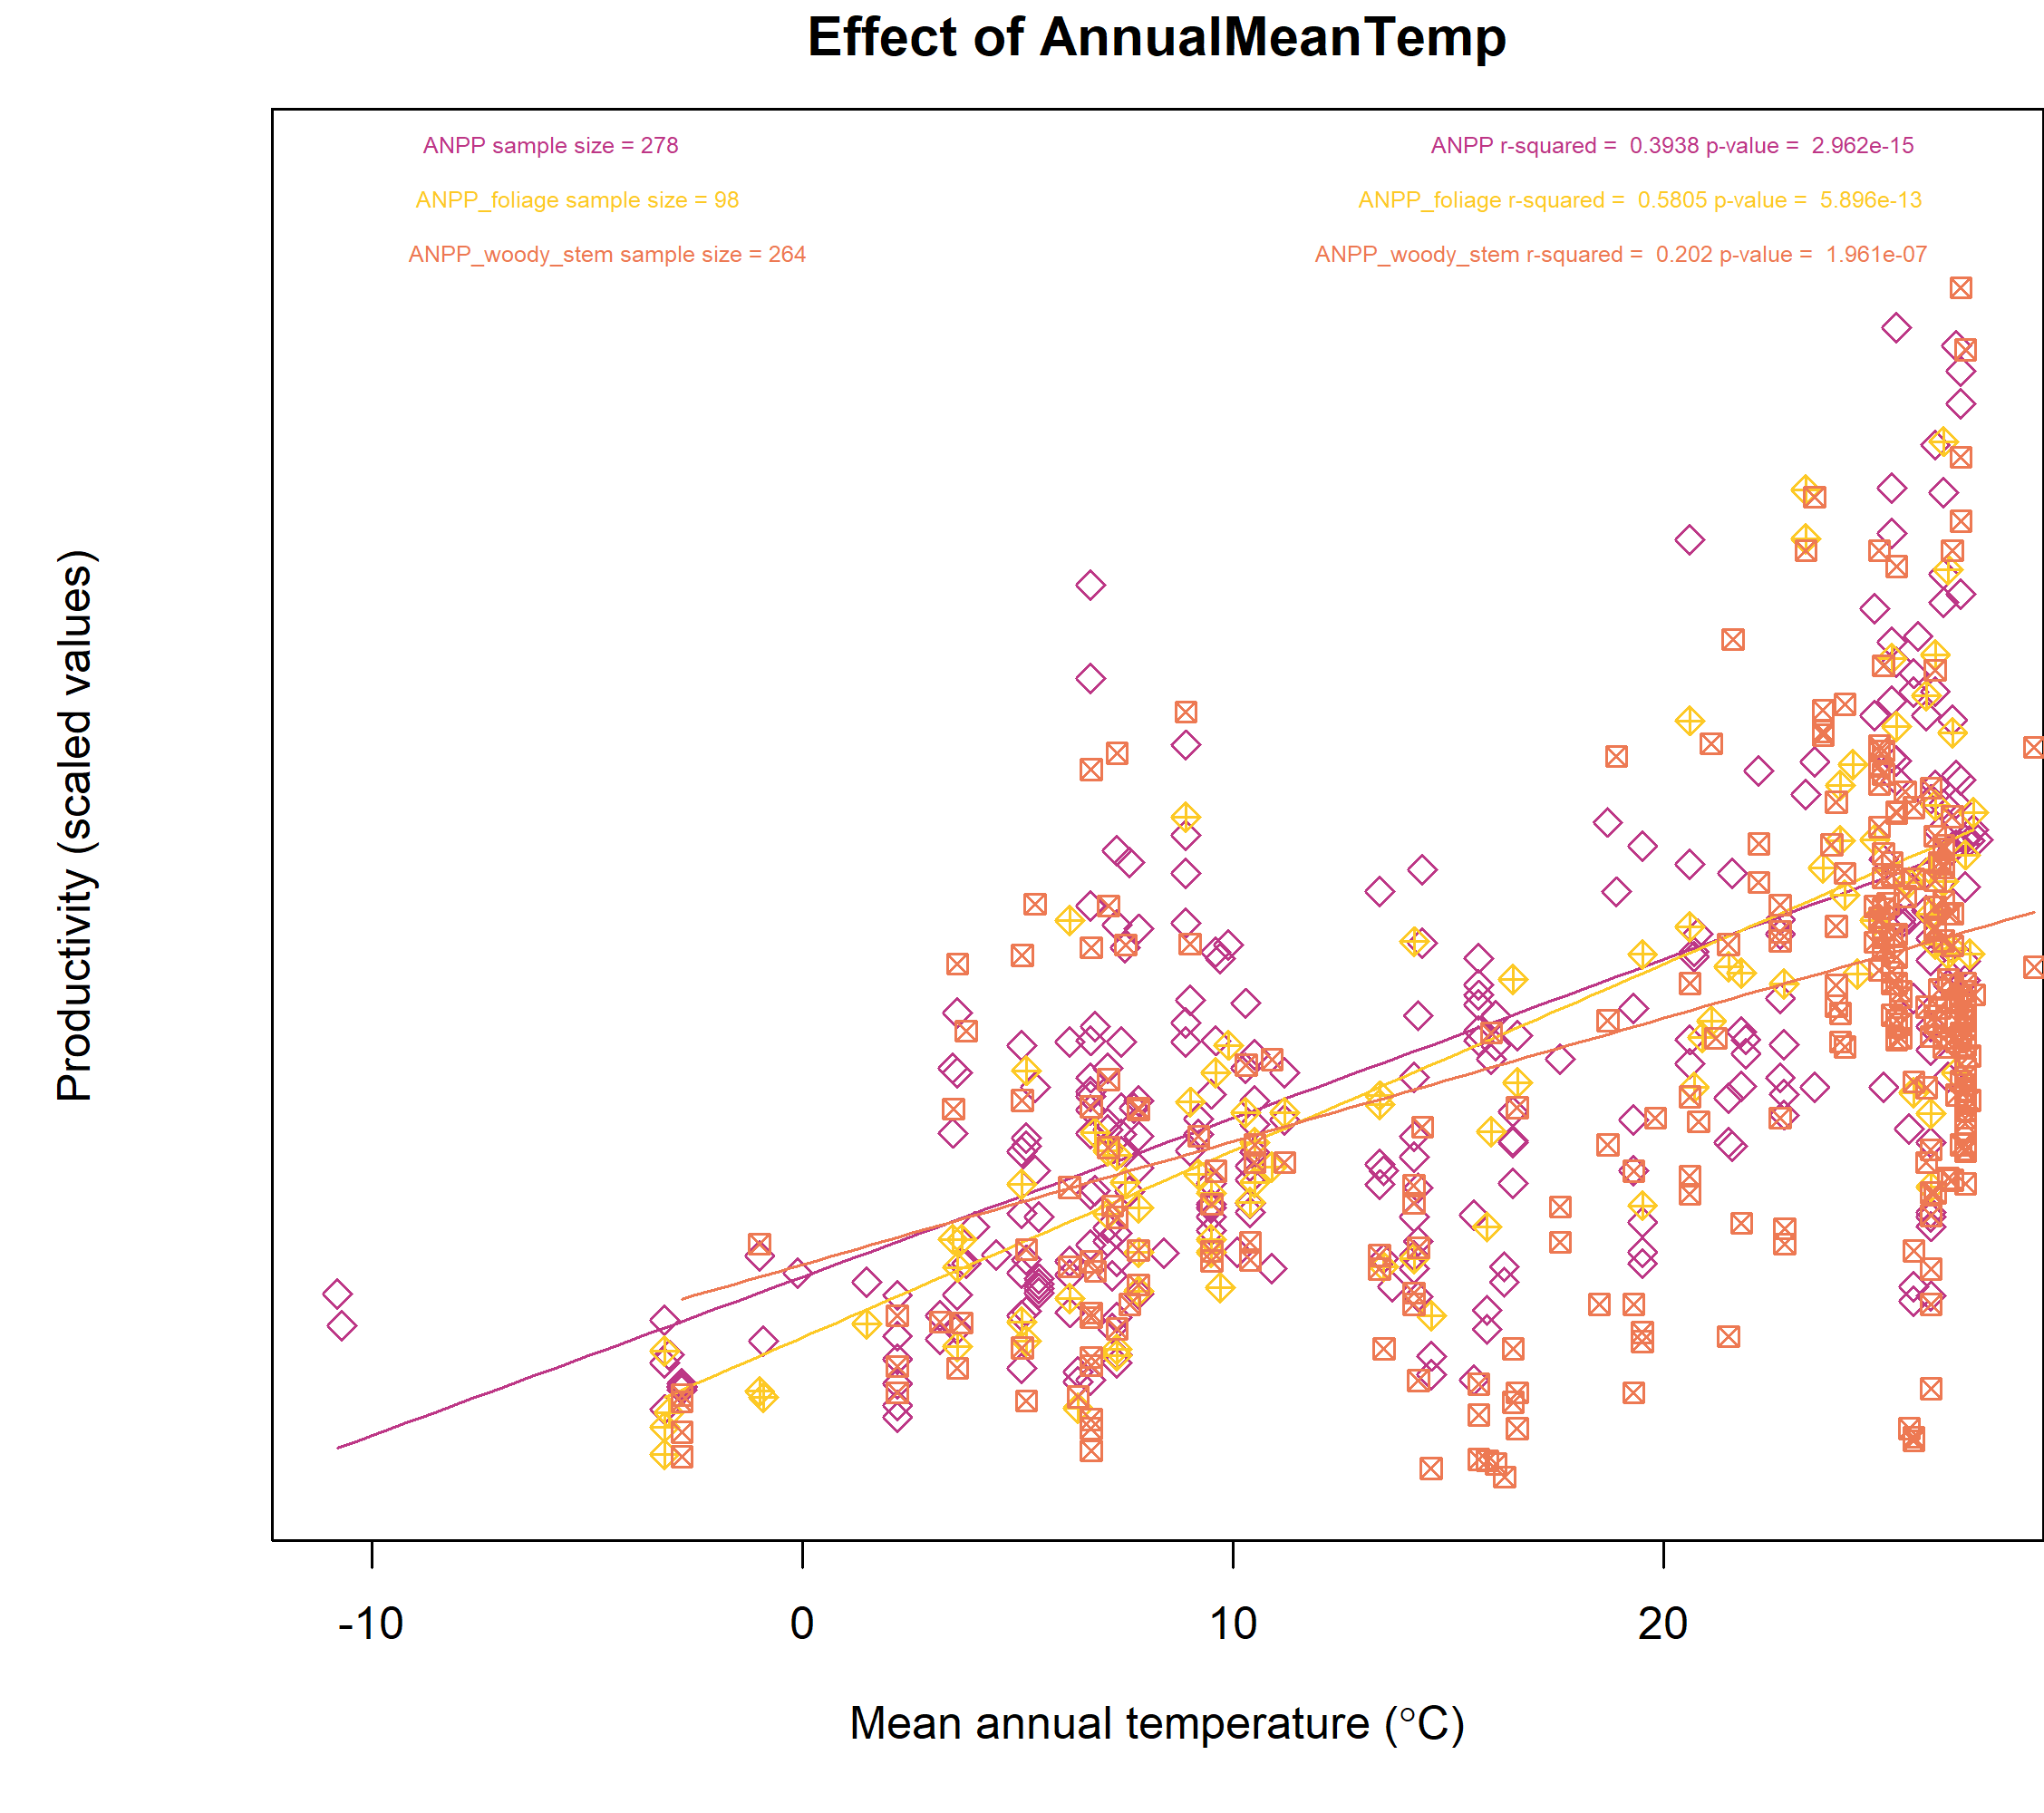 Effect of AnnualMeanTemp
ANPP sample size = 278
ANPP r-squared =  0.3938 p-value =  2.962e-15
ANPP_foliage sample size = 98
ANPP_foliage r-squared =  0.5805 p-value =  5.896e-13
ANPP_woody_stem sample size = 264
ANPP_woody_stem r-squared =  0.202 p-value =  1.961e-07
Productivity (scaled values)
-10 0 10 20
Mean annual temperature (°C)